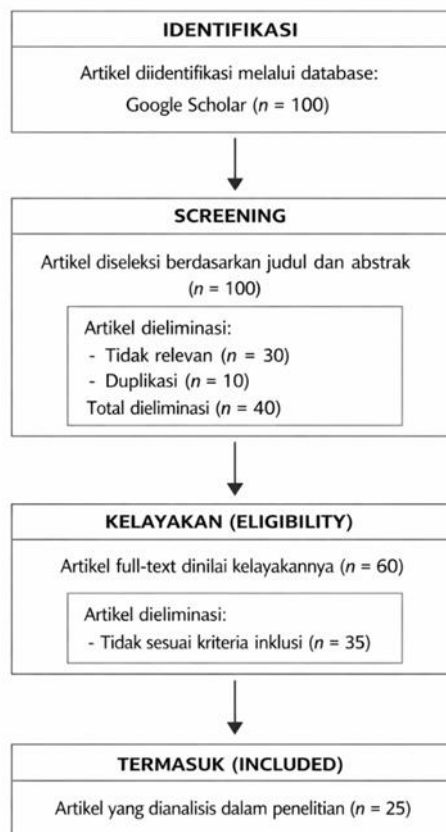 IDENTIFIKASI
Artikel diidentifikasi melalui database:
Google Scholar (n = 100)
SCREENING
Artikel diseleksi berdasarkan judul dan abstrak
(n = 100)
Artikel dieliminasi:
- Tidak relevan (n = 30)
- Duplikasi (n = 10)
Total dieliminasi (n = 40)
KELAYAKAN (ELIGIBILITY)
Artikel full-text dinilai kelayakannya (n = 60)
Artikel dieliminasi:
- Tidak sesuai kriteria inklusi (n = 35)
TERMASUK (INCLUDED)
Artikel yang dianalisis dalam penelitian (n = 25)